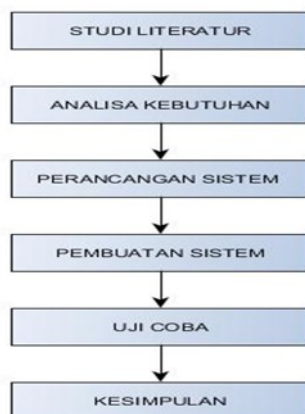 STUDI LITERATUR
ANALISA KEBUTUHAN
PERANCANGAN SISTEM
PEMBUATAN SISTEM
UJI COBA
KESIMPULAN